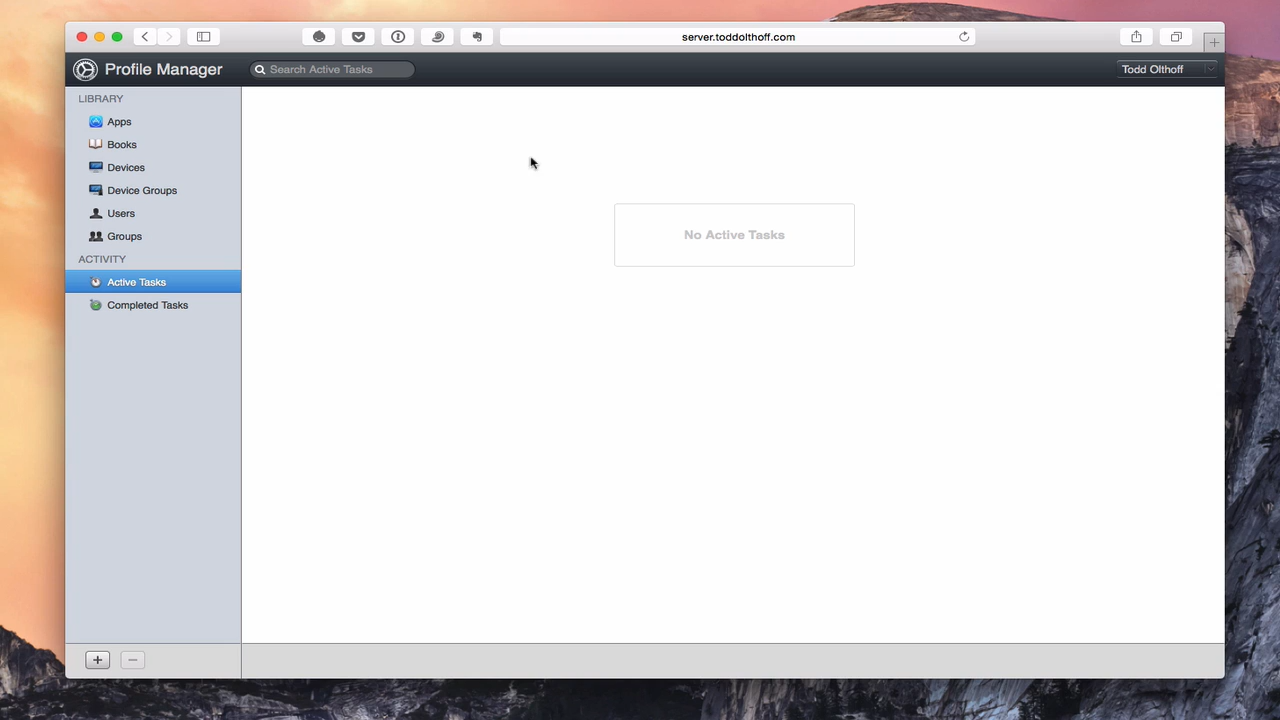 server.toddolthoff.com
Profile Manager
Search Active Tasks
Todd Olthoff
LIBRARY
Apps
Books
Devices
Device Groups
Users
Groups
ACTIVITY
Active Tasks
Completed Tasks
No Active Tasks